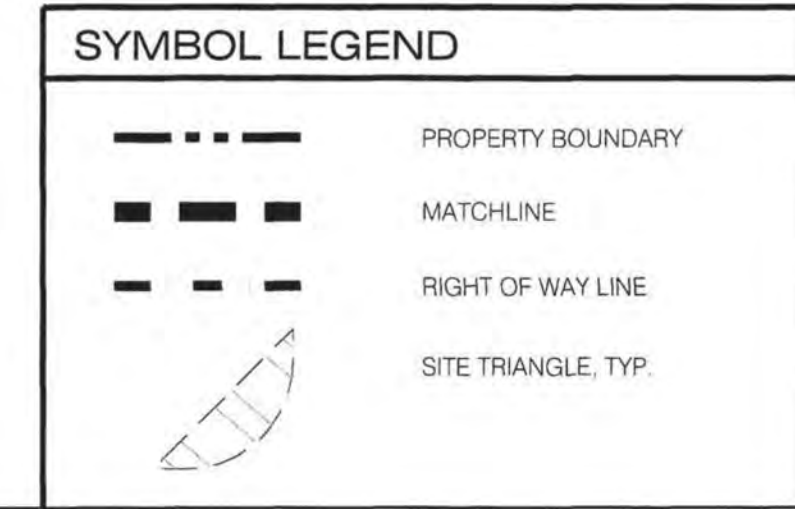 SYMBOL LEGEND
PROPERTY BOUNDARY
MATCHLINE
RIGHT OF WAY LINE
SITE TRIANGLE, TYP.